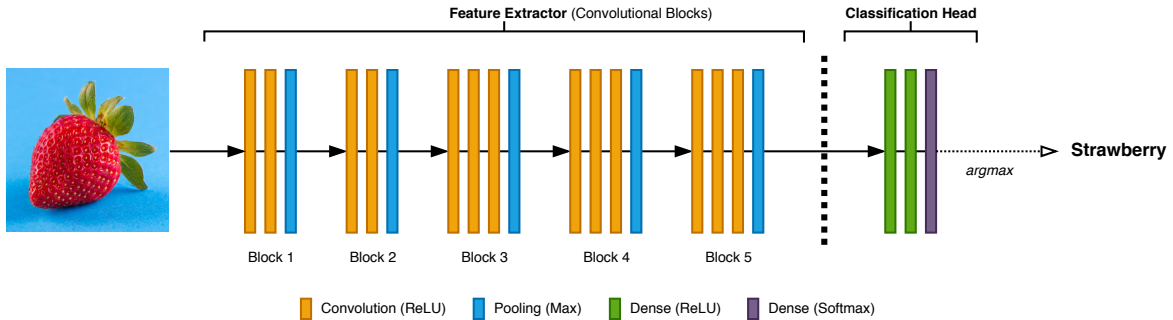 Feature Extractor (Convolutional Blocks)
Classification Head
Strawberry
argmax
Block 1
Block 2
Block 3
Block 4
Block 5
Convolution (ReLU)
Pooling (Max)
Dense (ReLU)
Dense (Softmax)